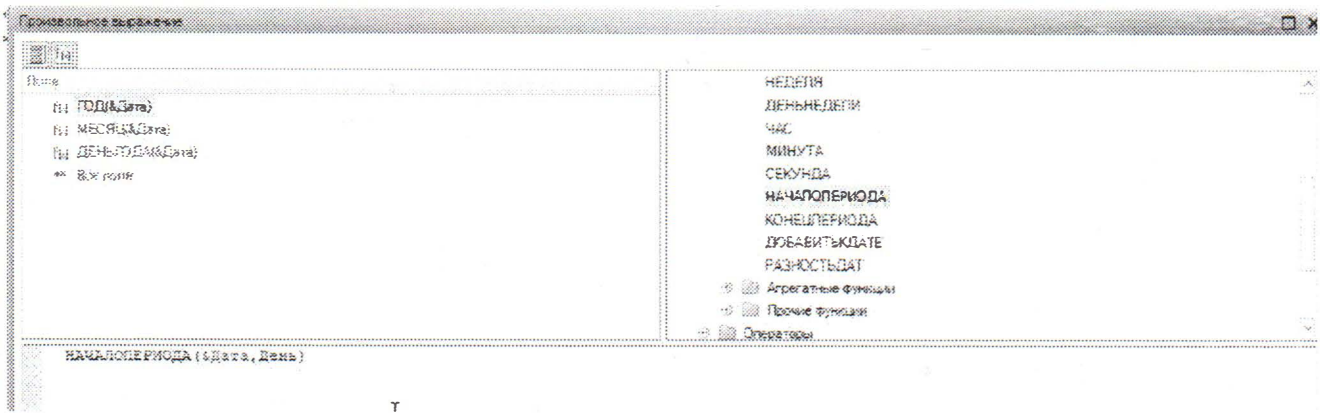 Произвольное выражение
Поля
ГОД(&Дата)
МЕСЯЦ(&Дата)
ДЕНЬГОДА(&Дата)
Все поля
НЕДЕЛЯ
ДЕНЬНЕДЕЛИ
ЧАС
МИНУТА
СЕКУНДА
НАЧАЛОПЕРИОДА
КОНЕЦПЕРИОДА
ДОБАВИТЬКДАТЕ
РАЗНОСТЬДАТ
Агрегатные функции
Прочие функции
Операторы
НАЧАЛОПЕРИОДА(&Дата,День)